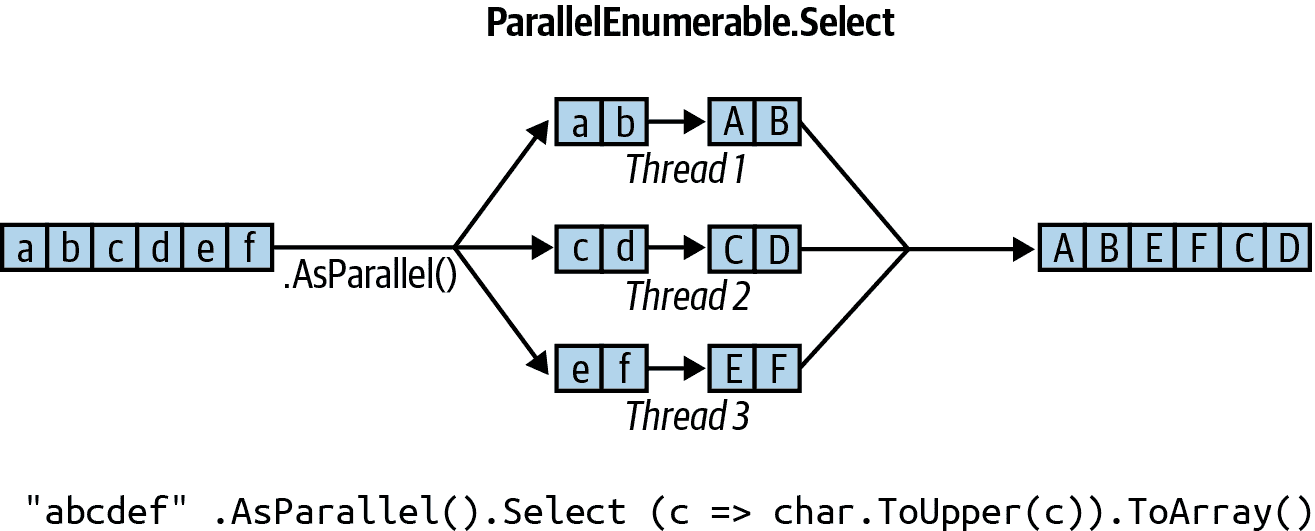 ParallelEnumerable.Select
a b A B
Thread 1
a b c d e f .AsParallel() c d C D A B E F C D
Thread 2
e f E F
Thread 3
"abcdef" .AsParallel().Select (c => char.ToUpper(c)).ToArray()